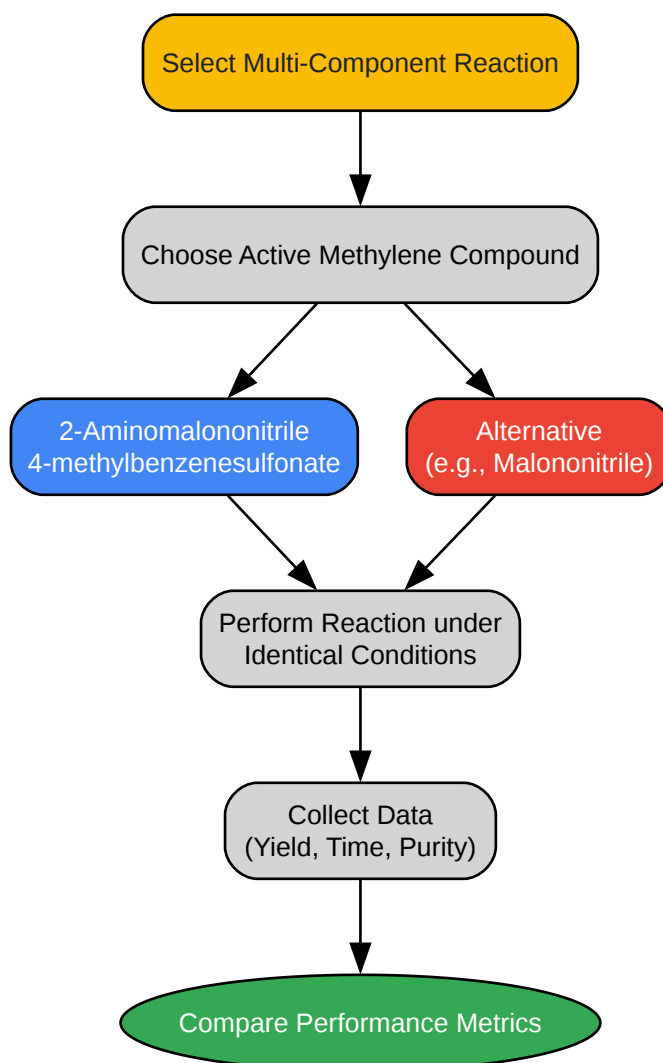 Select Multi-Component Reaction
Choose Active Methylene Compound
2-Aminomalononitrile
4-methylbenzenesulfonate
Alternative
(e.g., Malononitrile)
Perform Reaction under
Identical Conditions
Collect Data
(Yield, Time, Purity)
Compare Performance Metrics